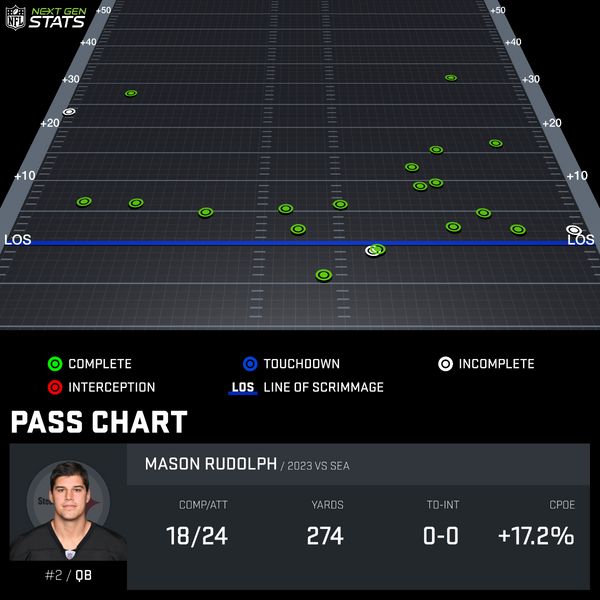 NFL NEXT GEN STATS
+50 +50
+40 +40
+30 +30
+20 +20
+10 +10
LOS LOS
COMPLETE TOUCHDOWN INCOMPLETE
INTERCEPTION LOS LINE OF SCRIMMAGE
PASS CHART
MASON RUDOLPH / 2023 VS SEA
COMP/ATT YARDS TD-INT CPOE
18/24 274 0-0 +17.2%
#2 / QB